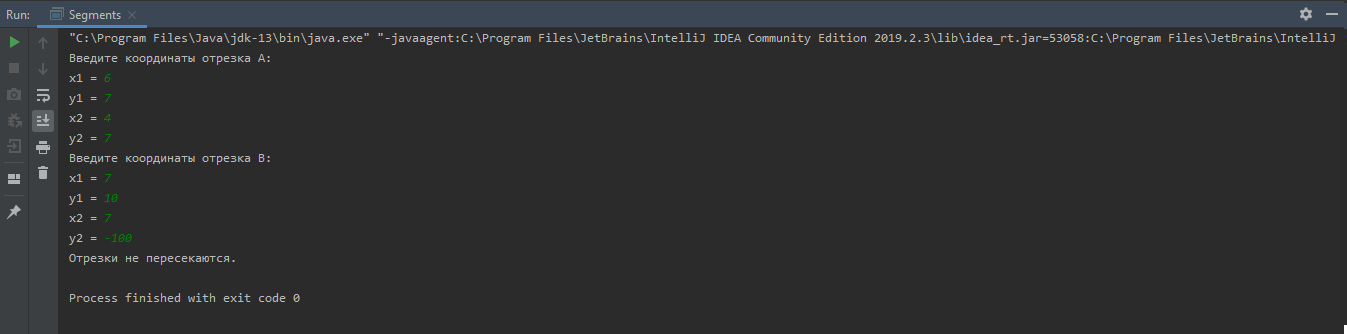 Run: Segments
"C:\Program Files\Java\jdk-13\bin\java.exe" "-javaagent:C:\Program Files\JetBrains\IntelliJ IDEA Community Edition 2019.2.3\lib\idea_rt.jar=53058:C:\Program Files\JetBrains\IntelliJ
Введите координаты отрезка A:
x1 = 6
y1 = 7
x2 = 4
y2 = 7
Введите координаты отрезка B:
x1 = 7
y1 = 10
x2 = 7
y2 = -100
Отрезки не пересекаются.
Process finished with exit code 0